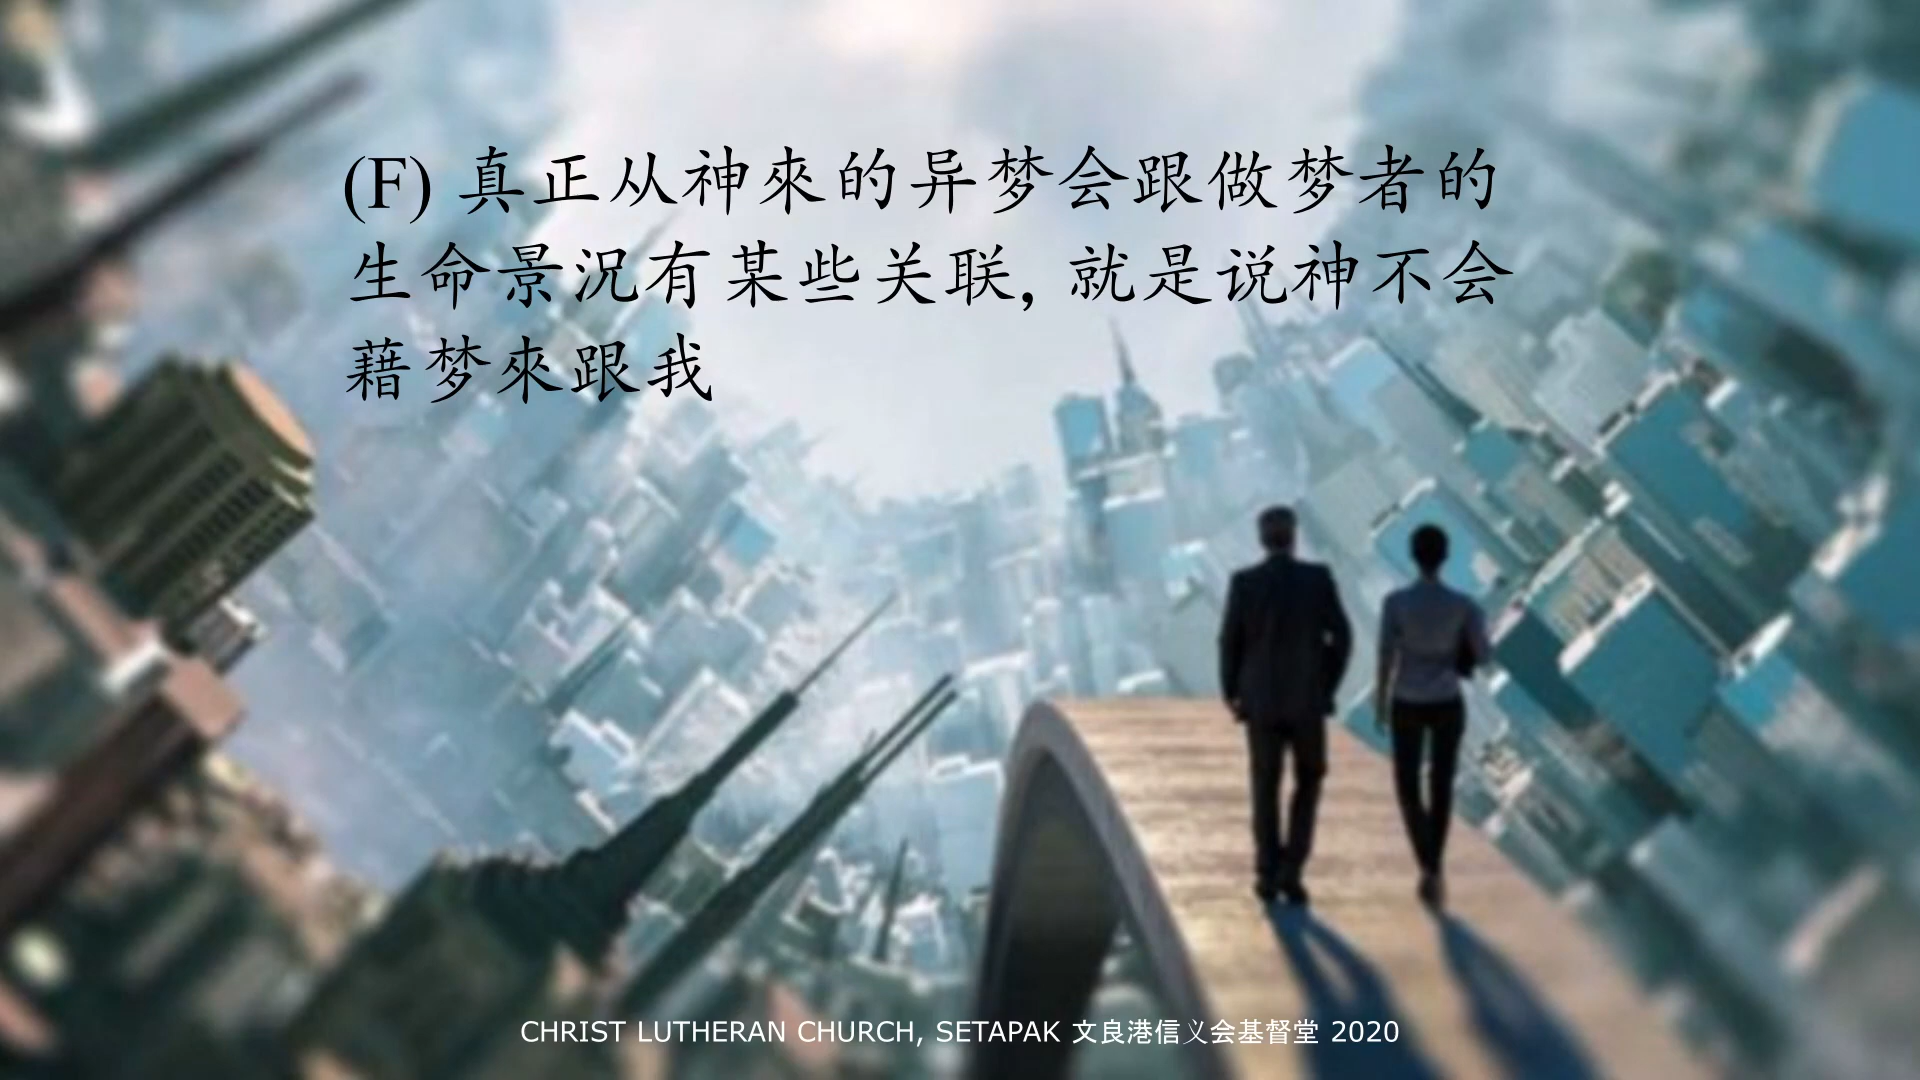 (F) 真正从神來的异梦会跟做梦者的
生命景况有某些关联, 就是说神不会
藉梦來跟我
CHRIST LUTHERAN CHURCH, SETAPAK 文良港信义会基督堂 2020